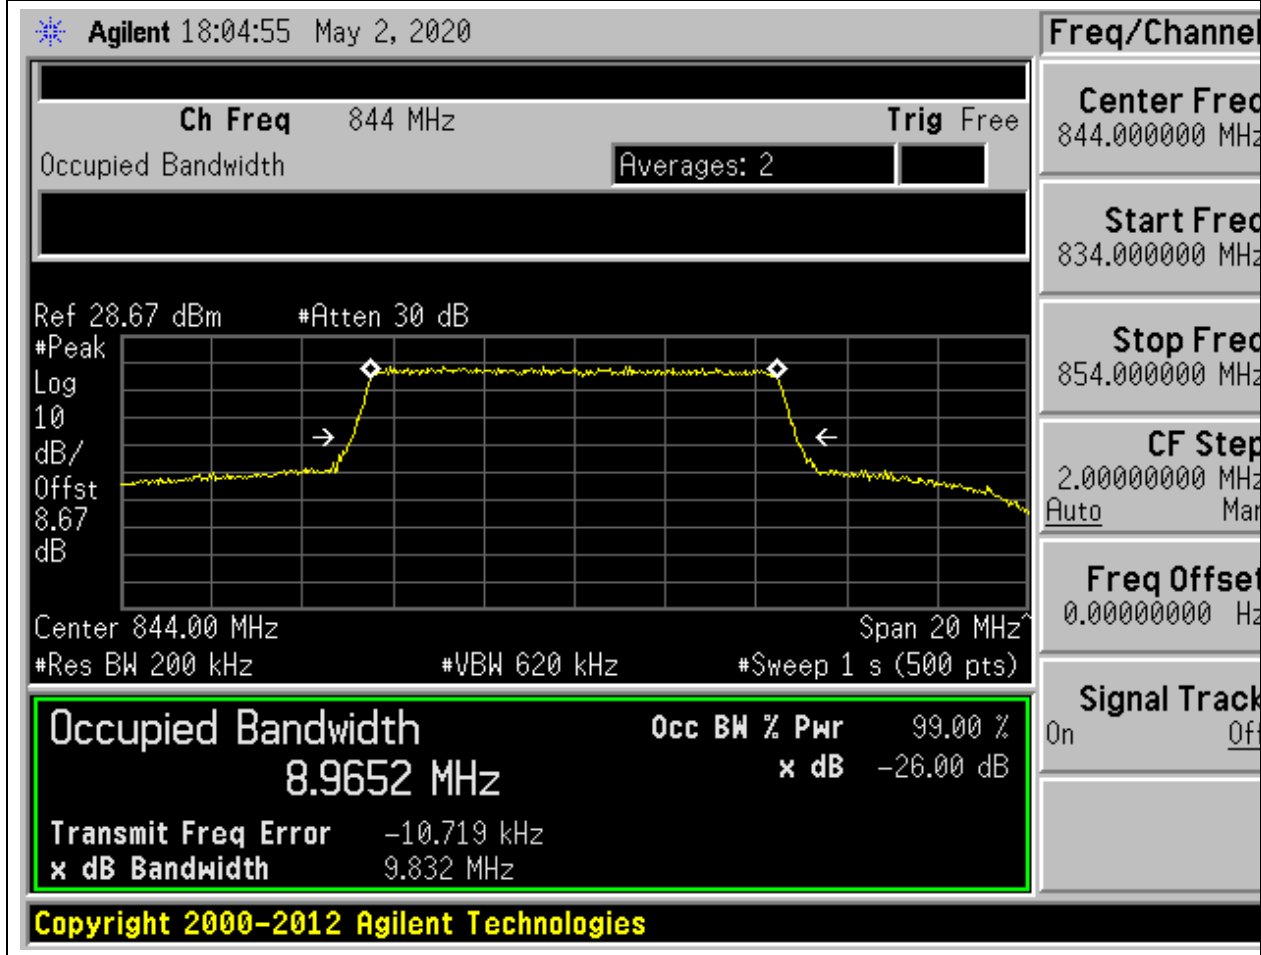 Agilent 18:04:55 May 2, 2020
Freq/Channel
Ch Freq 844 MHz Trig Free
Occupied Bandwidth Averages: 2
Center Freq
844.000000 MHz
Start Freq
834.000000 MHz
Stop Freq
854.000000 MHz
CF Step
2.00000000 MHz
Auto Man
Freq Offset
0.00000000 Hz
Signal Track
On Off
Ref 28.67 dBm #Atten 30 dB
#Peak
Log
10
dB/
Offst
8.67
dB
Center 844.00 MHz Span 20 MHz^
#Res BW 200 kHz #VBW 620 kHz #Sweep 1 s (500 pts)
Occupied Bandwidth Occ BW % Pwr 99.00 %
8.9652 MHz x dB -26.00 dB
Transmit Freq Error -10.719 kHz
x dB Bandwidth 9.832 MHz
Copyright 2000-2012 Agilent Technologies